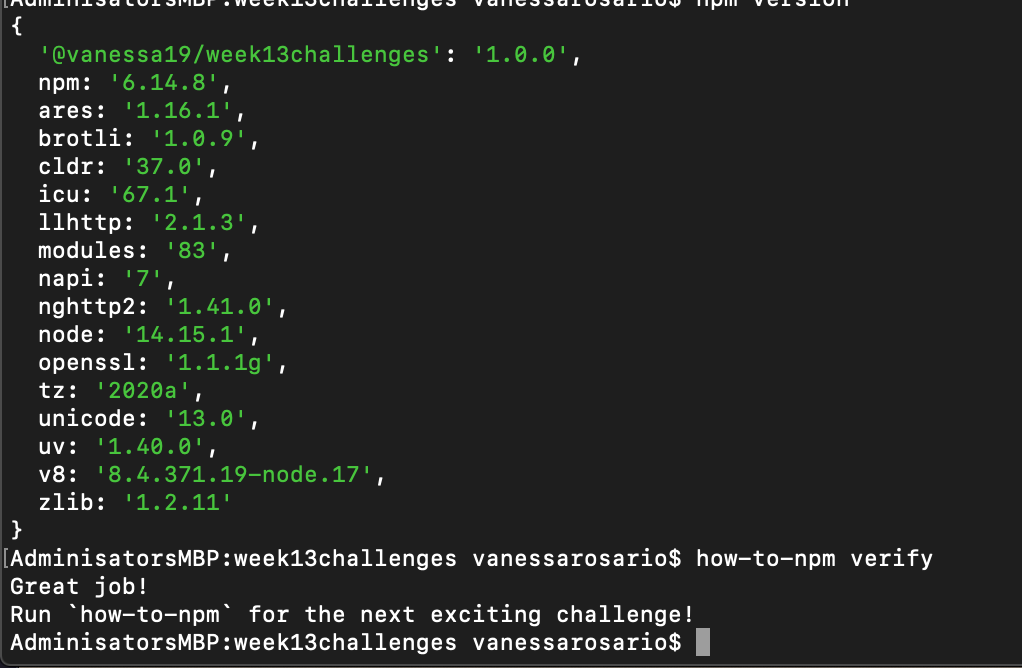 [AdminisatorsMBP:week13challenges vanessarosario$ npm version
{
  '@vanessa19/week13challenges': '1.0.0',
  npm: '6.14.8',
  ares: '1.16.1',
  brotli: '1.0.9',
  cldr: '37.0',
  icu: '67.1',
  llhttp: '2.1.3',
  modules: '83',
  napi: '7',
  nghttp2: '1.41.0',
  node: '14.15.1',
  openssl: '1.1.1g',
  tz: '2020a',
  unicode: '13.0',
  uv: '1.40.0',
  v8: '8.4.371.19-node.17',
  zlib: '1.2.11'
}
[AdminisatorsMBP:week13challenges vanessarosario$ how-to-npm verify
Great job!
Run `how-to-npm` for the next exciting challenge!
AdminisatorsMBP:week13challenges vanessarosario$